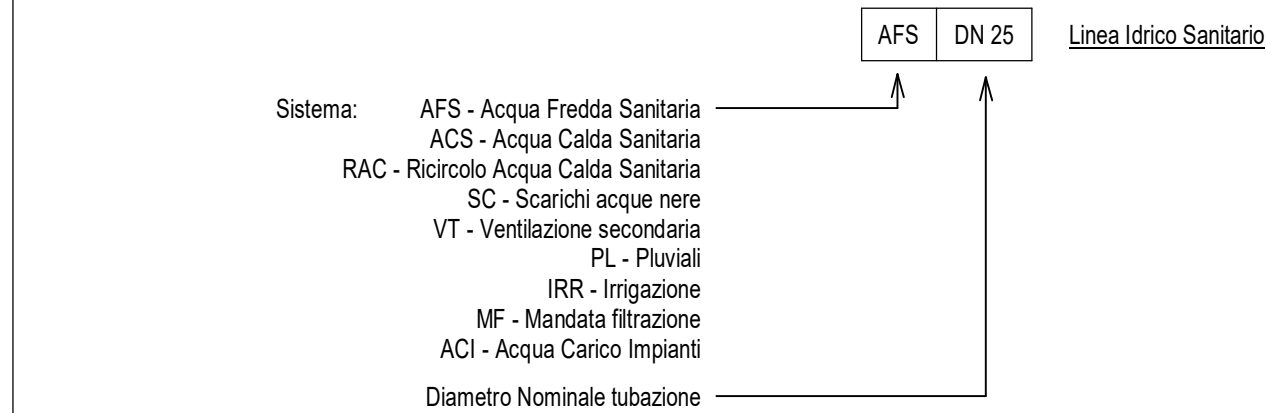 AFS DN 25 Linea Idrico Sanitario
Sistema: AFS - Acqua Fredda Sanitaria
ACS - Acqua Calda Sanitaria
RAC - Ricircolo Acqua Calda Sanitaria
SC - Scarichi acque nere
VT - Ventilazione secondaria
PL - Pluviali
IRR - Irrigazione
MF - Mandata filtrazione
ACI - Acqua Carico Impianti
Diametro Nominale tubazione